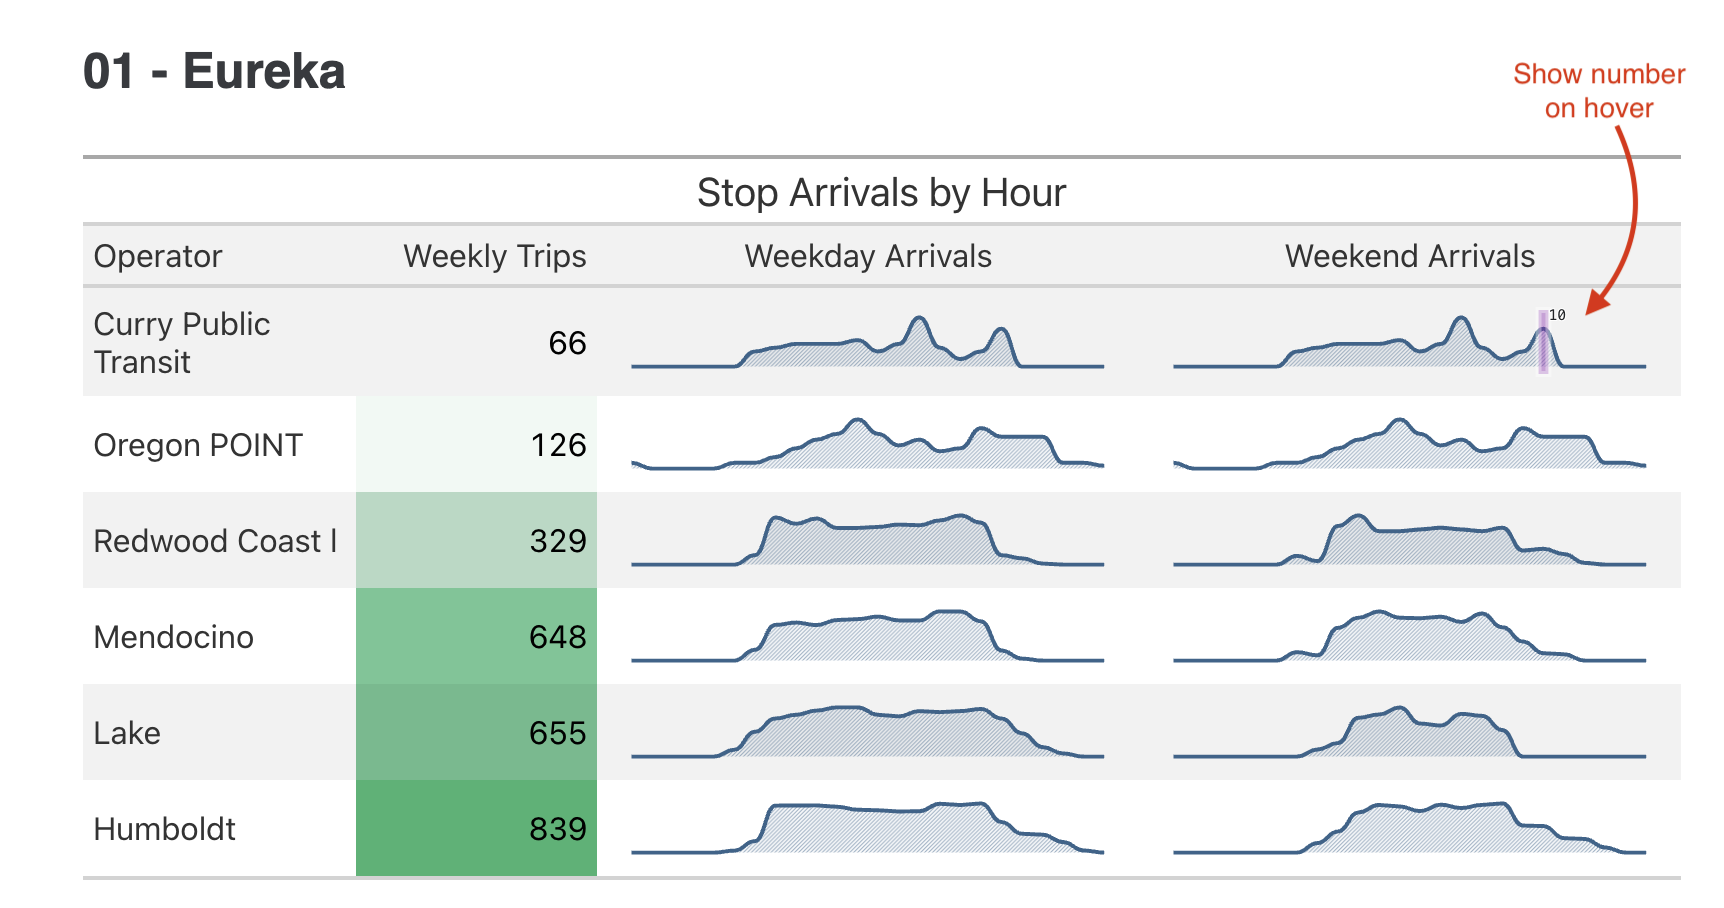 01 - Eureka
Show number
on hover
Stop Arrivals by Hour
Operator Weekly Trips Weekday Arrivals Weekend Arrivals
Curry Public
Transit
66
10
Oregon POINT 126
Redwood Coast l 329
Mendocino 648
Lake 655
Humboldt 839